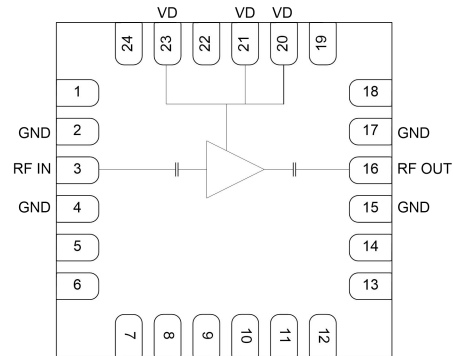 VD VD VD
24 23 22 21 20 19
1 18
GND 2 17 GND
RF IN 3 16 RF OUT
GND 4 15 GND
5 14
6 13
7 8 9 10 11 12